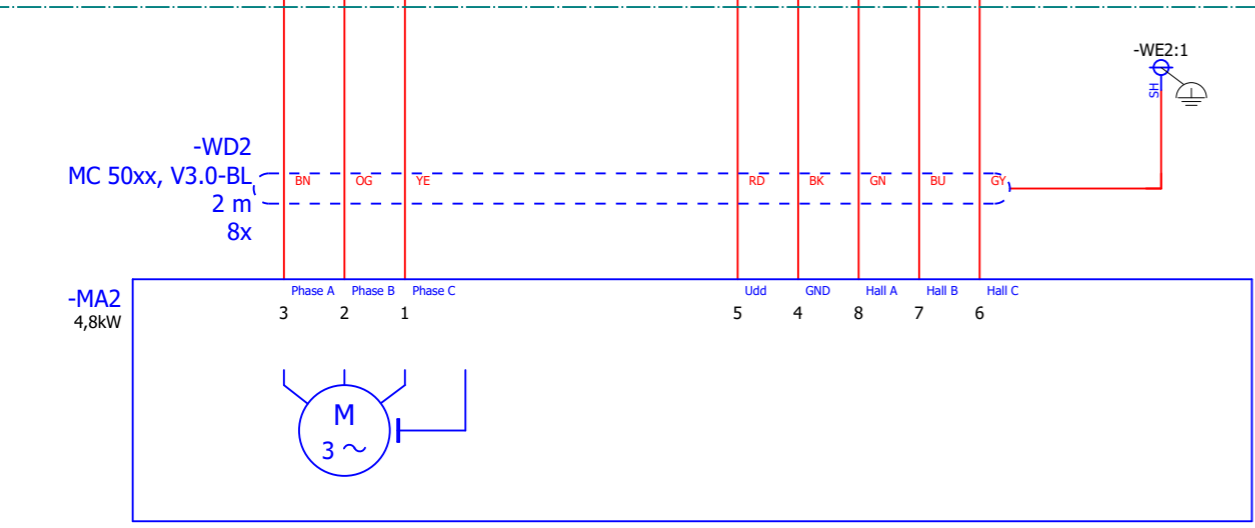 -WE2:1
SH
-WD2
MC 50xx, V3.0-BL
2 m
8x
BN OG YE RD BK GN BU GY
-MA2
4,8kW
Phase A Phase B Phase C Udd GND Hall A Hall B Hall C
3 2 1 5 4 8 7 6
M
3 ~